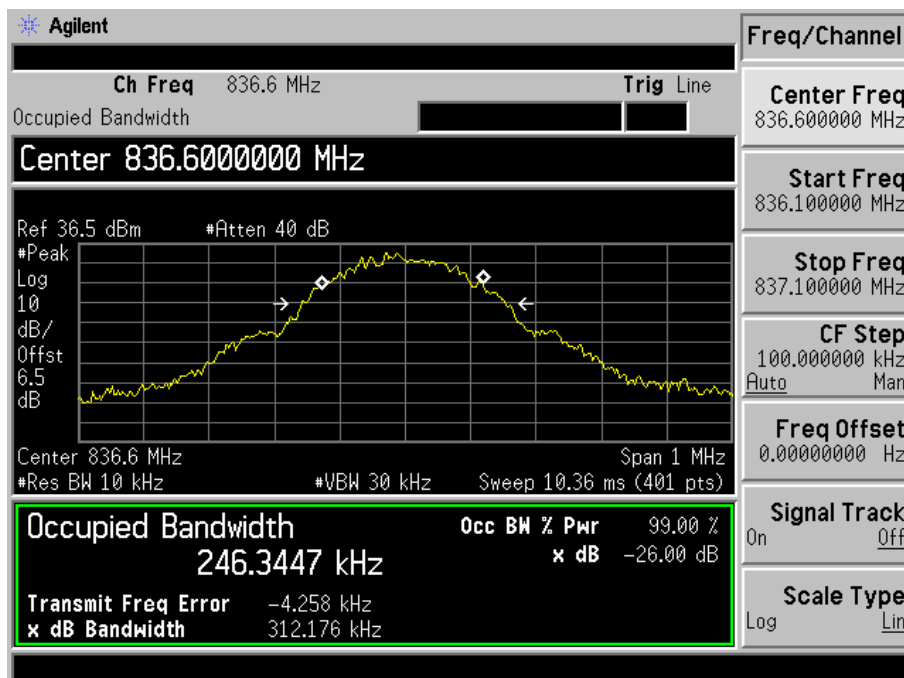 Agilent
Ch Freq 836.6 MHz Trig Line
Occupied Bandwidth
Center 836.6000000 MHz
Ref 36.5 dBm #Atten 40 dB
#Peak
Log
10
dB/
Offst
6.5
dB
Center 836.6 MHz Span 1 MHz
#Res BW 10 kHz #VBW 30 kHz Sweep 10.36 ms (401 pts)
Occupied Bandwidth Occ BW % Pwr 99.00 %
246.3447 kHz x dB -26.00 dB
Transmit Freq Error -4.258 kHz
x dB Bandwidth 312.176 kHz
Freq/Channel
Center Freq
836.600000 MHz
Start Freq
836.100000 MHz
Stop Freq
837.100000 MHz
CF Step
100.000000 kHz
Auto Man
Freq Offset
0.00000000 Hz
Signal Track
On Off
Scale Type
Log Lin